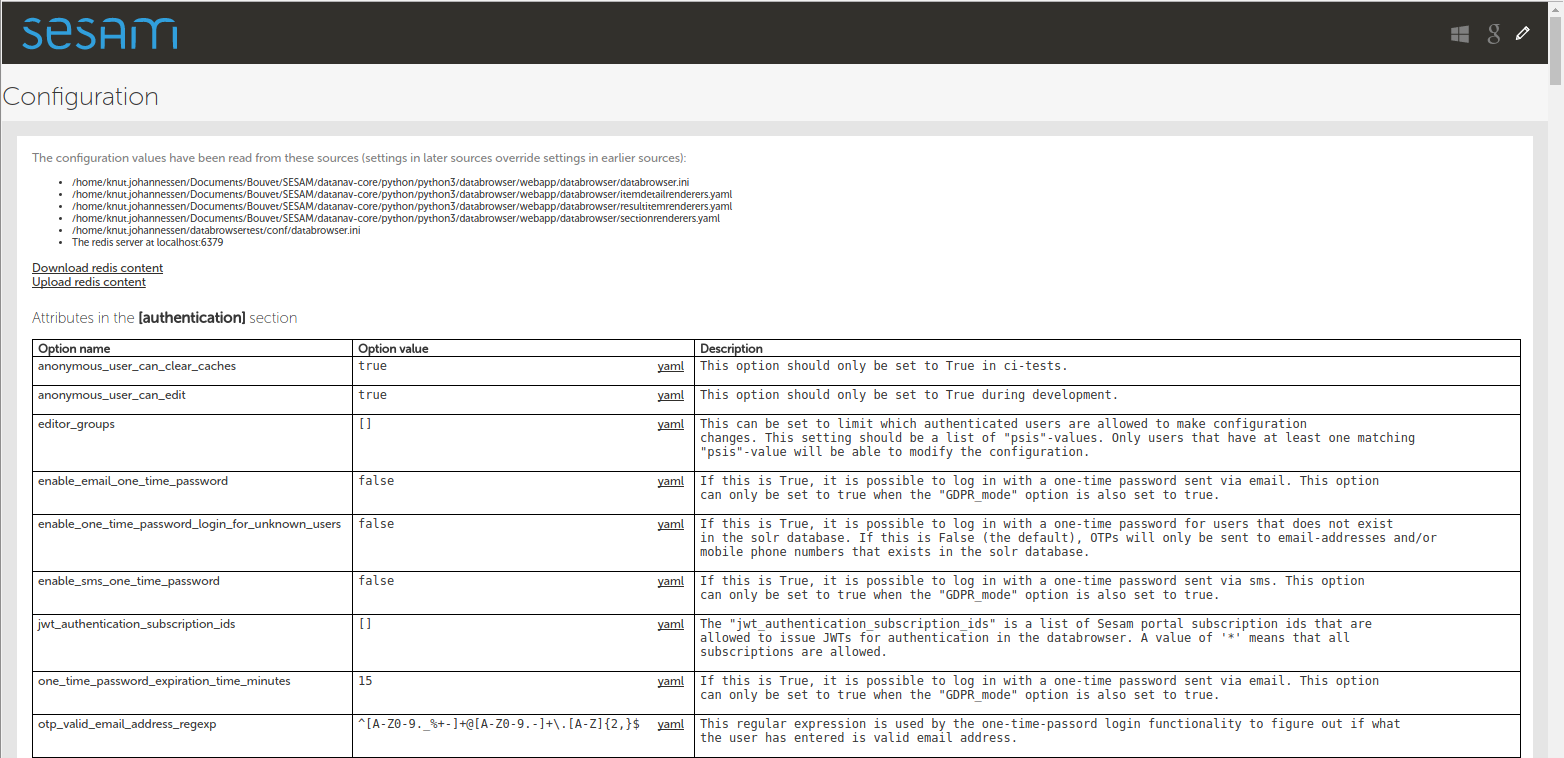 sesam
Configuration
The configuration values have been read from these sources (settings in later sources override settings in earlier sources):
• /home/knut.johannessen/Documents/Bouvet/SESAM/datanav-core/python/python3/databrowser/webapp/databrowser/databrowser.ini
• /home/knut.johannessen/Documents/Bouvet/SESAM/datanav-core/python/python3/databrowser/webapp/databrowser/itemdetailrenderers.yaml
• /home/knut.johannessen/Documents/Bouvet/SESAM/datanav-core/python/python3/databrowser/webapp/databrowser/resultitemrenderers.yaml
• /home/knut.johannessen/Documents/Bouvet/SESAM/datanav-core/python/python3/databrowser/webapp/databrowser/sectionrenderers.yaml
• /home/knut.johannessen/databrowsertest/conf/databrowser.ini
• The redis server at localhost:6379
Download redis content
Upload redis content
Attributes in the [authentication] section
Option name Option value Description
anonymous_user_can_clear_caches true yaml This option should only be set to True in ci-tests.
anonymous_user_can_edit true yaml This option should only be set to True during development.
editor_groups [] yaml This can be set to limit which authenticated users are allowed to make configuration
changes. This setting should be a list of "psis"-values. Only users that have at least one matching
"psis"-value will be able to modify the configuration.
enable_email_one_time_password false yaml If this is True, it is possible to log in with a one-time password sent via email. This option
can only be set to true when the "GDPR_mode" option is also set to true.
enable_one_time_password_login_for_unknown_users false yaml If this is True, it is possible to log in with a one-time password for users that does not exist
in the solr database. If this is False (the default), OTPs will only be sent to email-addresses and/or
mobile phone numbers that exists in the solr database.
enable_sms_one_time_password false yaml If this is True, it is possible to log in with a one-time password sent via sms. This option
can only be set to true when the "GDPR_mode" option is also set to true.
jwt_authentication_subscription_ids [] yaml The "jwt_authentication_subscription_ids" is a list of Sesam portal subscription ids that are
allowed to issue JWTs for authentication in the databrowser. A value of '*' means that all
subscriptions are allowed.
one_time_password_expiration_time_minutes 15 yaml If this is True, it is possible to log in with a one-time password sent via email. This option
can only be set to true when the "GDPR_mode" option is also set to true.
otp_valid_email_address_regexp ^[A-Z0-9._%+-]+@[A-Z0-9.-]+\.[A-Z]{2,}$ yaml This regular expression is used by the one-time-passord login functionality to figure out if what
the user has entered is valid email address.